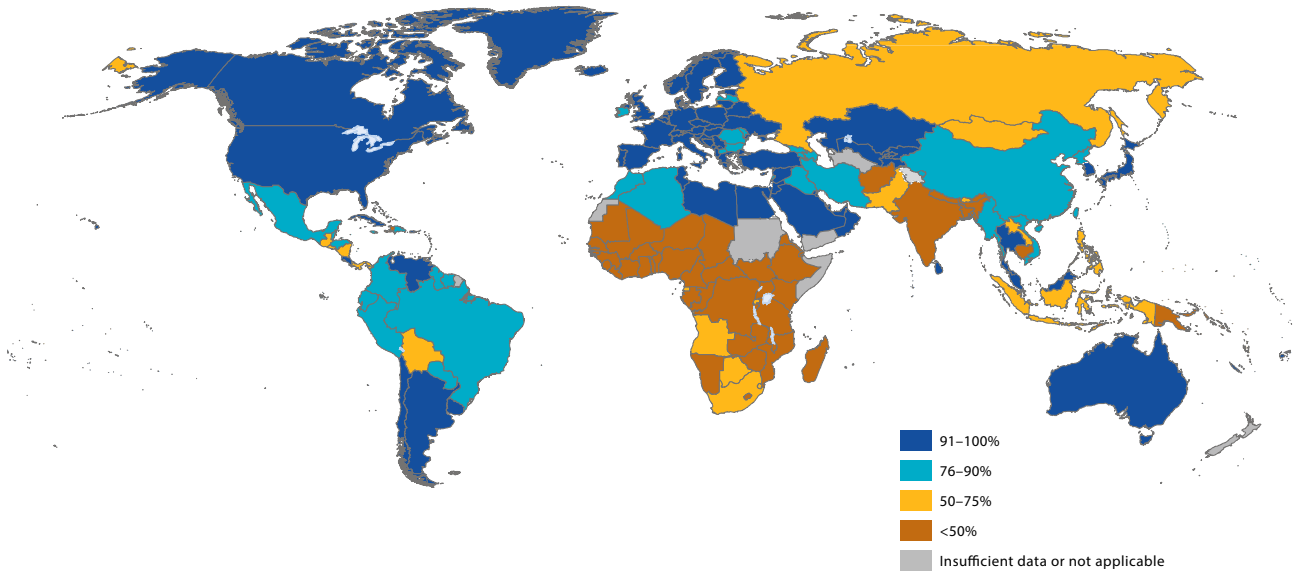 91–100%
76–90%
50–75%
<50%
Insufficient data or not applicable